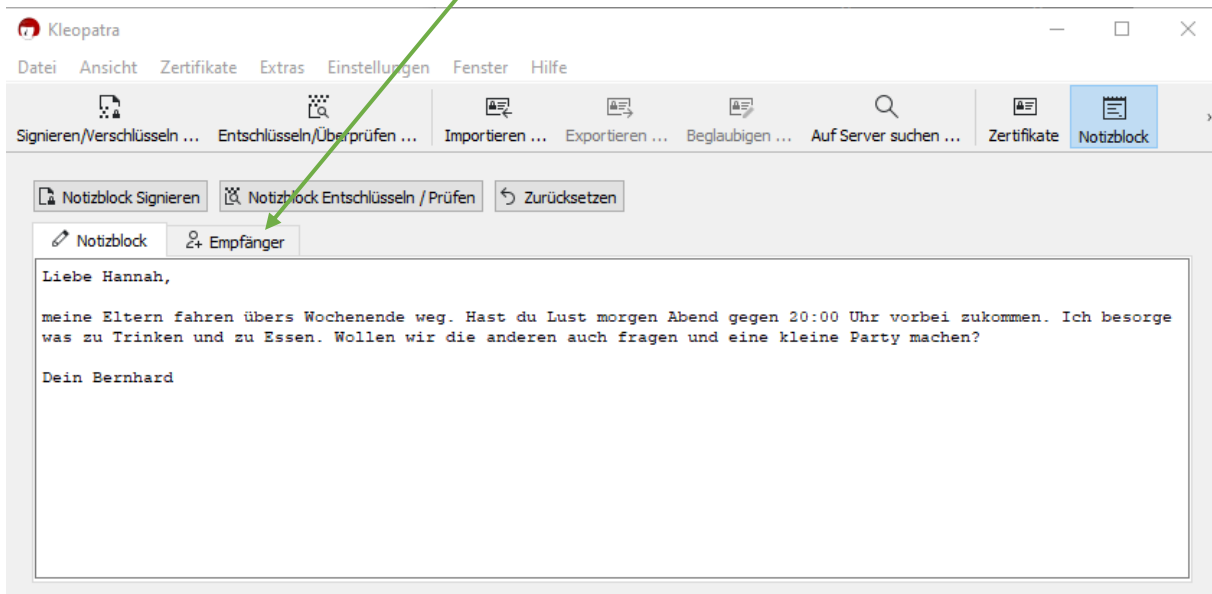 Kleopatra
Datei Ansicht Zertifikate Extras Einstellungen Fenster Hilfe
Signieren/Verschlüsseln ... Entschlüsseln/Überprüfen ... Importieren ... Exportieren ... Beglaubigen ... Auf Server suchen ... Zertifikate Notizblock
Notizblock Signieren Notizblock Entschlüsseln / Prüfen Zurücksetzen
Notizblock Empfänger
Liebe Hannah,
meine Eltern fahren übers Wochenende weg. Hast du Lust morgen Abend gegen 20:00 Uhr vorbei zukommen. Ich besorge
was zu Trinken und zu Essen. Wollen wir die anderen auch fragen und eine kleine Party machen?
Dein Bernhard